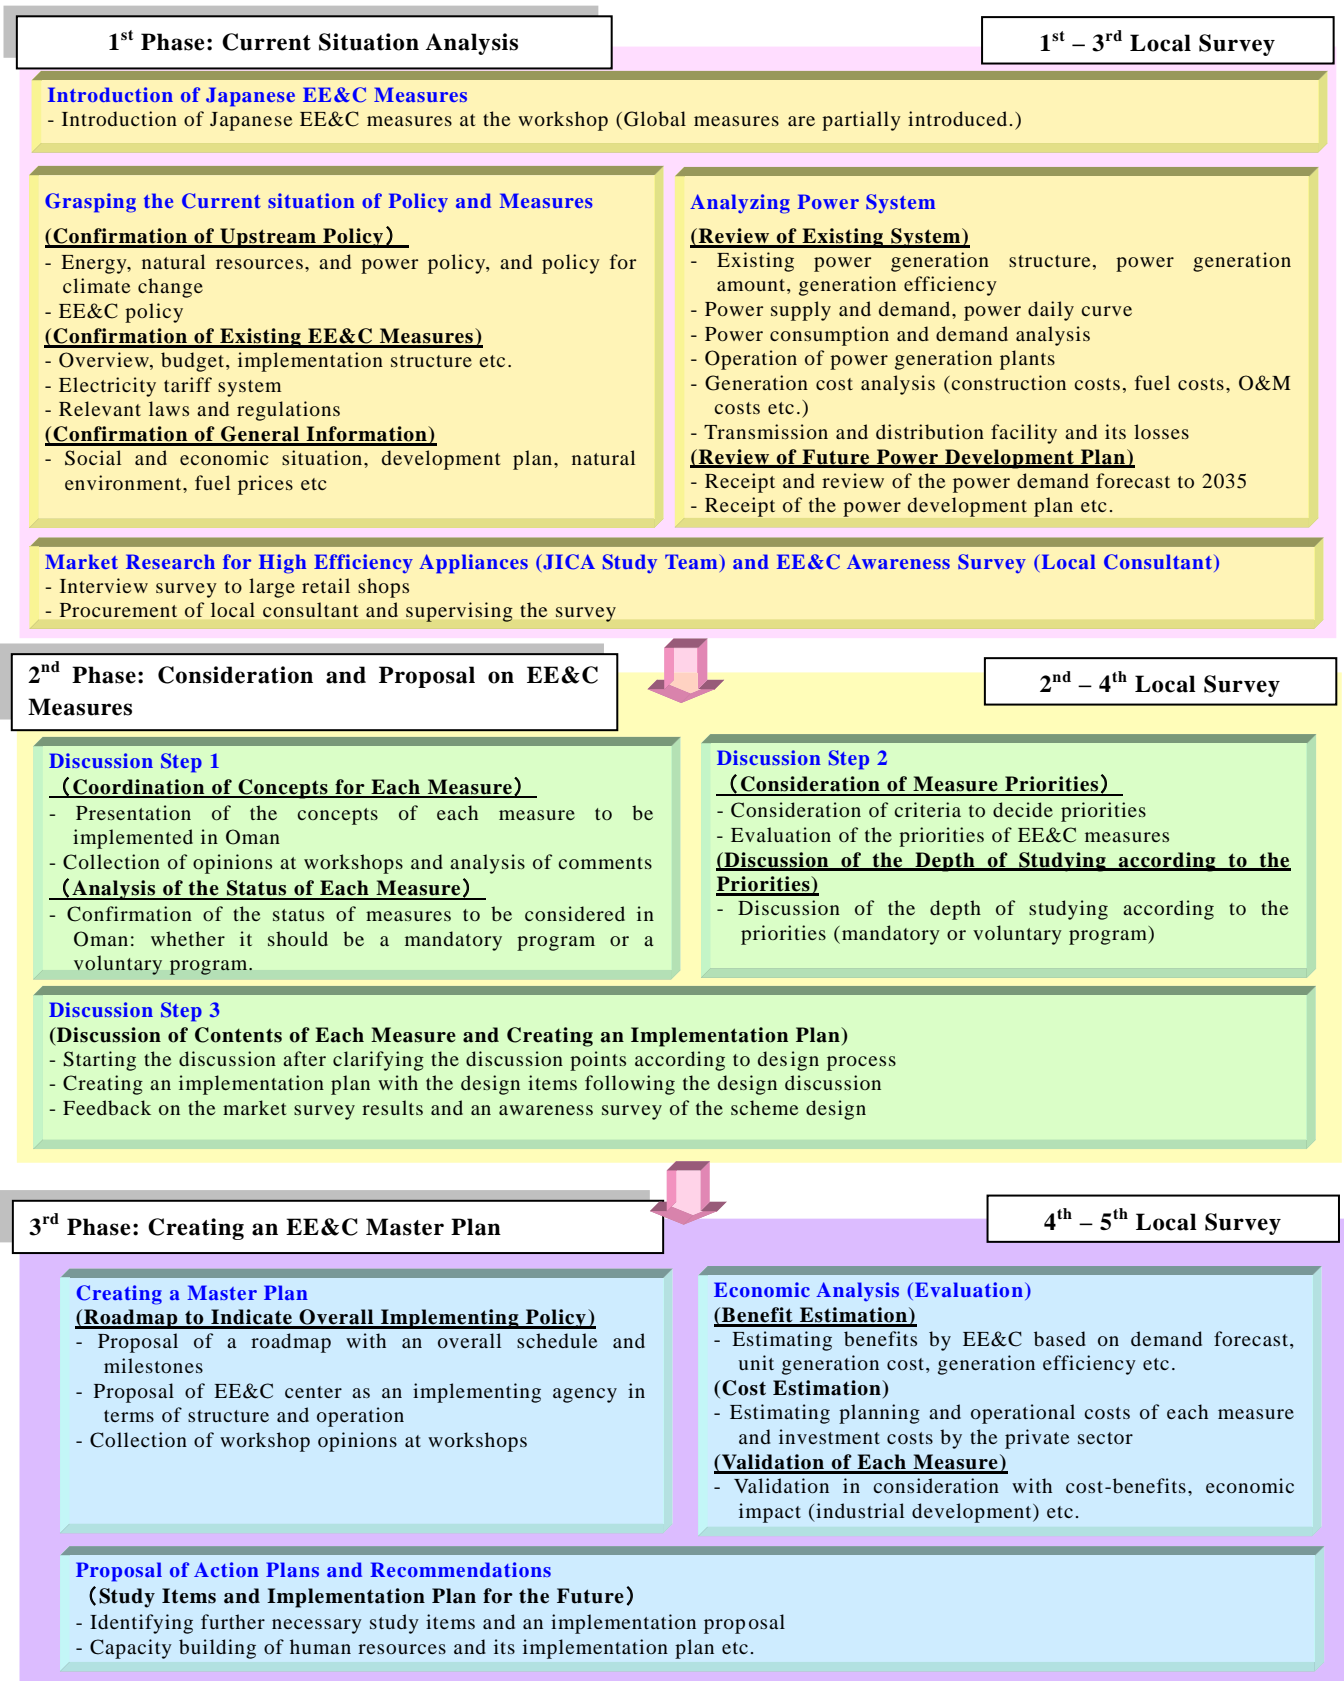 1st Phase: Current Situation Analysis
1st – 3rd Local Survey
Introduction of Japanese EE&C Measures
- Introduction of Japanese EE&C measures at the workshop (Global measures are partially introduced.)
Grasping the Current situation of Policy and Measures
(Confirmation of Upstream Policy）
- Energy, natural resources, and power policy, and policy for
climate change
- EE&C policy
(Confirmation of Existing EE&C Measures)
- Overview, budget, implementation structure etc.
- Electricity tariff system
- Relevant laws and regulations
(Confirmation of General Information)
- Social and economic situation, development plan, natural
environment, fuel prices etc
Analyzing Power System
(Review of Existing System)
- Existing power generation structure, power generation
amount, generation efficiency
- Power supply and demand, power daily curve
- Power consumption and demand analysis
- Operation of power generation plants
- Generation cost analysis (construction costs, fuel costs, O&M
costs etc.)
- Transmission and distribution facility and its losses
(Review of Future Power Development Plan)
- Receipt and review of the power demand forecast to 2035
- Receipt of the power development plan etc.
Market Research for High Efficiency Appliances (JICA Study Team) and EE&C Awareness Survey (Local Consultant)
- Interview survey to large retail shops
- Procurement of local consultant and supervising the survey
2nd Phase: Consideration and Proposal on EE&C
Measures
2nd – 4th Local Survey
Discussion Step 1
（Coordination of Concepts for Each Measure）
- Presentation of the concepts of each measure to be
implemented in Oman
- Collection of opinions at workshops and analysis of comments
（Analysis of the Status of Each Measure）
- Confirmation of the status of measures to be considered in
Oman: whether it should be a mandatory program or a
voluntary program.
Discussion Step 2
（Consideration of Measure Priorities）
- Consideration of criteria to decide priorities
- Evaluation of the priorities of EE&C measures
(Discussion of the Depth of Studying according to the
Priorities)
- Discussion of the depth of studying according to the
priorities (mandatory or voluntary program)
Discussion Step 3
(Discussion of Contents of Each Measure and Creating an Implementation Plan)
- Starting the discussion after clarifying the discussion points according to design process
- Creating an implementation plan with the design items following the design discussion
- Feedback on the market survey results and an awareness survey of the scheme design
3rd Phase: Creating an EE&C Master Plan
4th – 5th Local Survey
Creating a Master Plan
(Roadmap to Indicate Overall Implementing Policy)
- Proposal of a roadmap with an overall schedule and
milestones
- Proposal of EE&C center as an implementing agency in
terms of structure and operation
- Collection of workshop opinions at workshops
Economic Analysis (Evaluation)
(Benefit Estimation)
- Estimating benefits by EE&C based on demand forecast,
unit generation cost, generation efficiency etc.
(Cost Estimation)
- Estimating planning and operational costs of each measure
and investment costs by the private sector
(Validation of Each Measure)
- Validation in consideration with cost-benefits, economic
impact (industrial development) etc.
Proposal of Action Plans and Recommendations
（Study Items and Implementation Plan for the Future）
- Identifying further necessary study items and an implementation proposal
- Capacity building of human resources and its implementation plan etc.